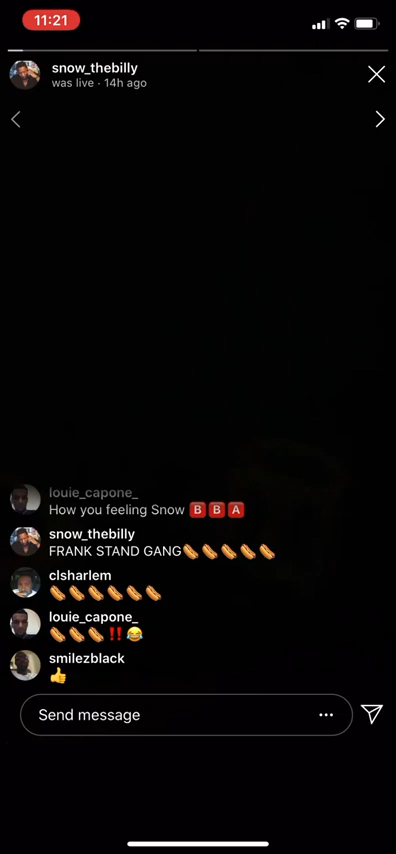 11:21
snow_thebilly
was live · 14h ago
louie_capone_
How you feeling Snow 🅱️🅱️🅰️
snow_thebilly
FRANK STAND GANG🌭🌭🌭🌭🌭
clsharlem
🌭🌭🌭🌭🌭🌭
louie_capone_
🌭🌭🌭‼️😂
smilezblack
👍
Send message